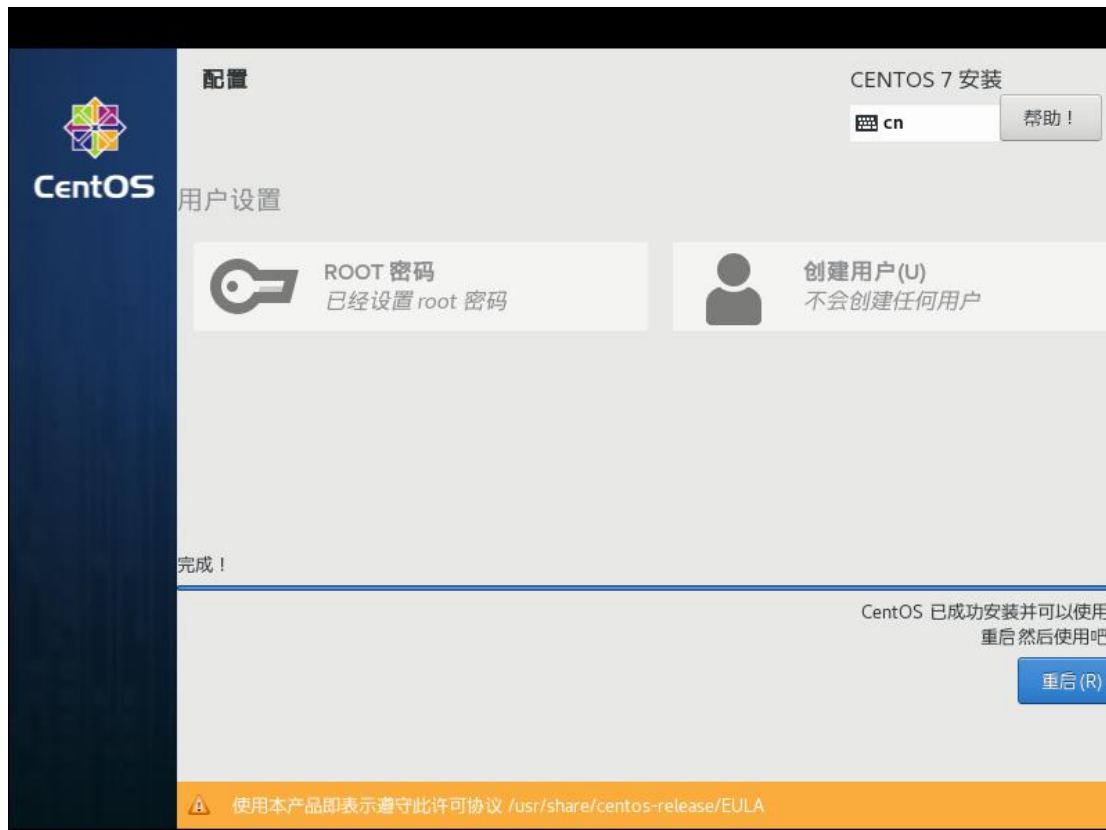 配置
CENTOS 7 安装
cn
帮助！
CentOS
用户设置
ROOT 密码
已经设置 root 密码
创建用户(U)
不会创建任何用户
完成！
CentOS 已成功安装并可以使用
重启然后使用吧
重启(R)
使用本产品即表示遵守此许可协议 /usr/share/centos-release/EULA